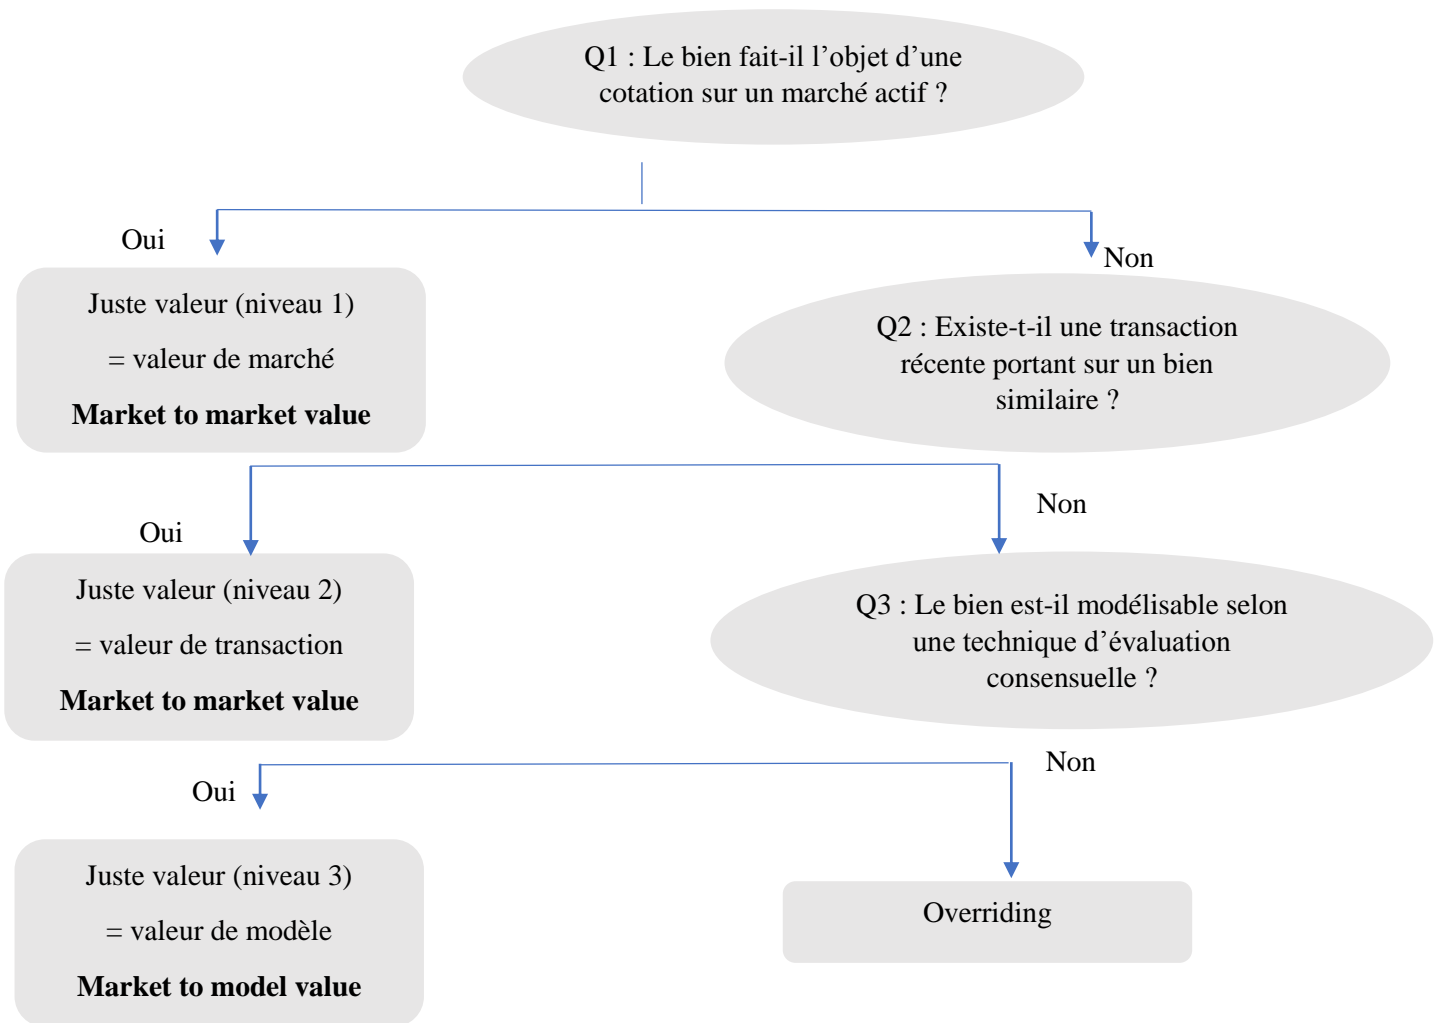 Q1 : Le bien fait-il l’objet d’une
cotation sur un marché actif ?
Oui
Non
Juste valeur (niveau 1)
= valeur de marché
Market to market value
Q2 : Existe-t-il une transaction
récente portant sur un bien
similaire ?
Oui
Non
Juste valeur (niveau 2)
= valeur de transaction
Market to market value
Q3 : Le bien est-il modélisable selon
une technique d’évaluation
consensuelle ?
Oui
Non
Juste valeur (niveau 3)
= valeur de modèle
Market to model value
Overriding